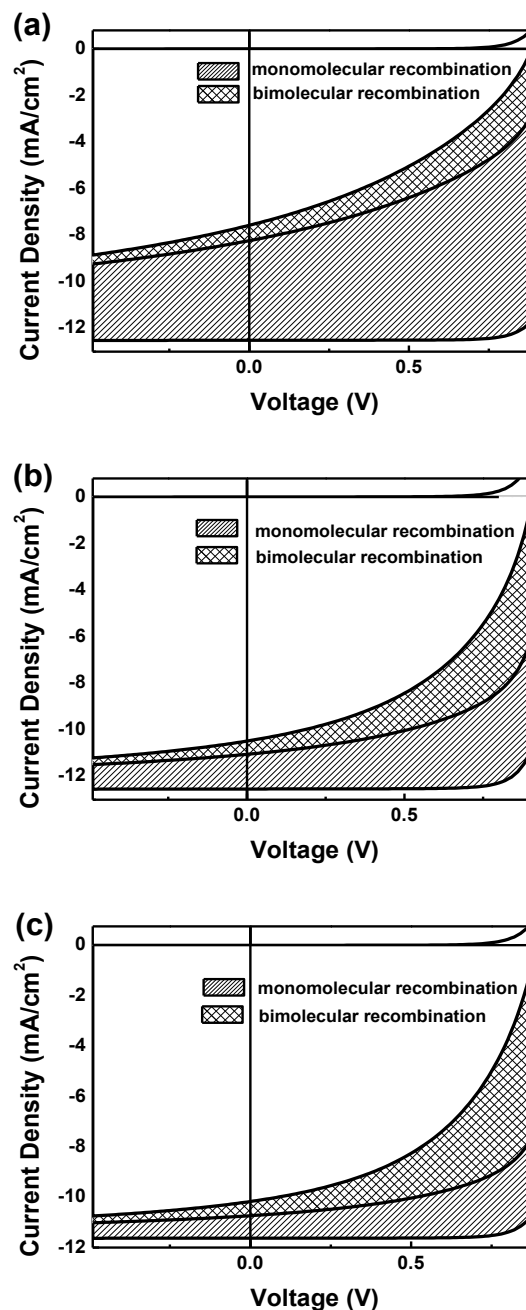 (a)
0
-2
-4
-6
-8
-10
-12
Current Density (mA/cm²)
monomolecular recombination
bimolecular recombination
0.0
0.5
Voltage (V)
(b)
0
-2
-4
-6
-8
-10
-12
Current Density (mA/cm²)
monomolecular recombination
bimolecular recombination
0.0
0.5
Voltage (V)
(c)
0
-2
-4
-6
-8
-10
-12
Current Density (mA/cm²)
monomolecular recombination
bimolecular recombination
0.0
0.5
Voltage (V)